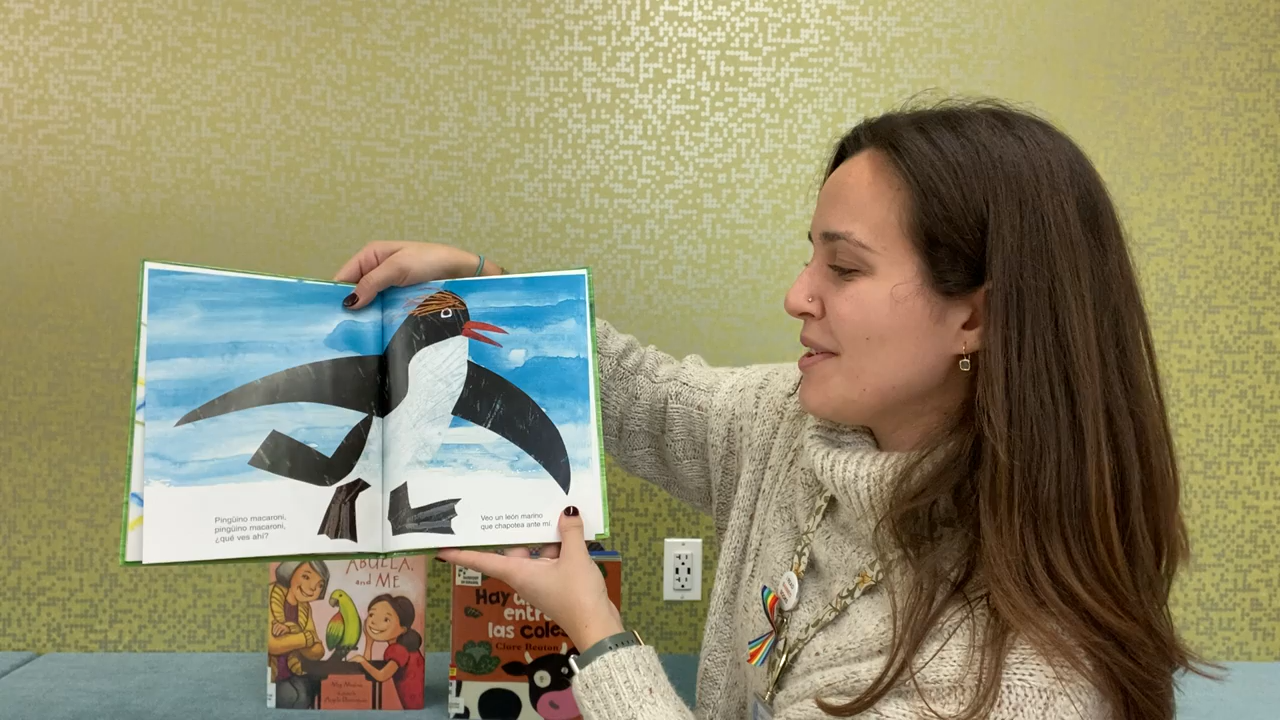 Pingüino macaroni,
pingüino macaroni,
¿qué ves ahí?
Veo un león marino
que chapotea ante mí.
ABUELA,
and ME
Hay
entre
las coles
Clare Beaton